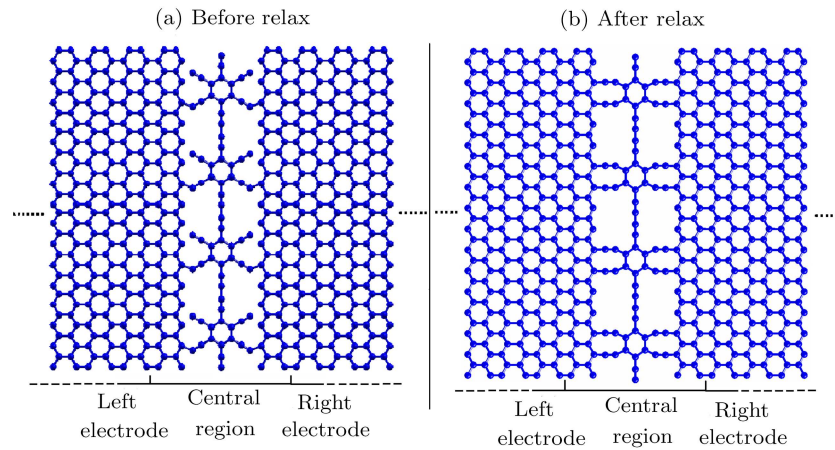 (a) Before relax
Left
electrode
Central
region
Right
electrode
(b) After relax
Left
electrode
Central
region
Right
electrode